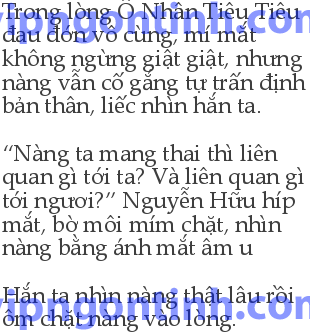 Trong lòng Ô Nhân Tiêu Tiêu
đau đớn vô cùng, mí mắt
không ngừng giật giật, nhưng
nàng vẫn cố gắng tự trấn định
bản thân, liếc nhìn hắn ta.
“Nàng ta mang thai thì liên
quan gì tới ta? Và liên quan gì
tới ngươi?” Nguyễn Hữu híp
mắt, bờ môi mím chặt, nhìn
nàng bằng ánh mắt âm u
Hắn ta nhìn nàng thật lâu rồi
ôm chặt nàng vào lòng.